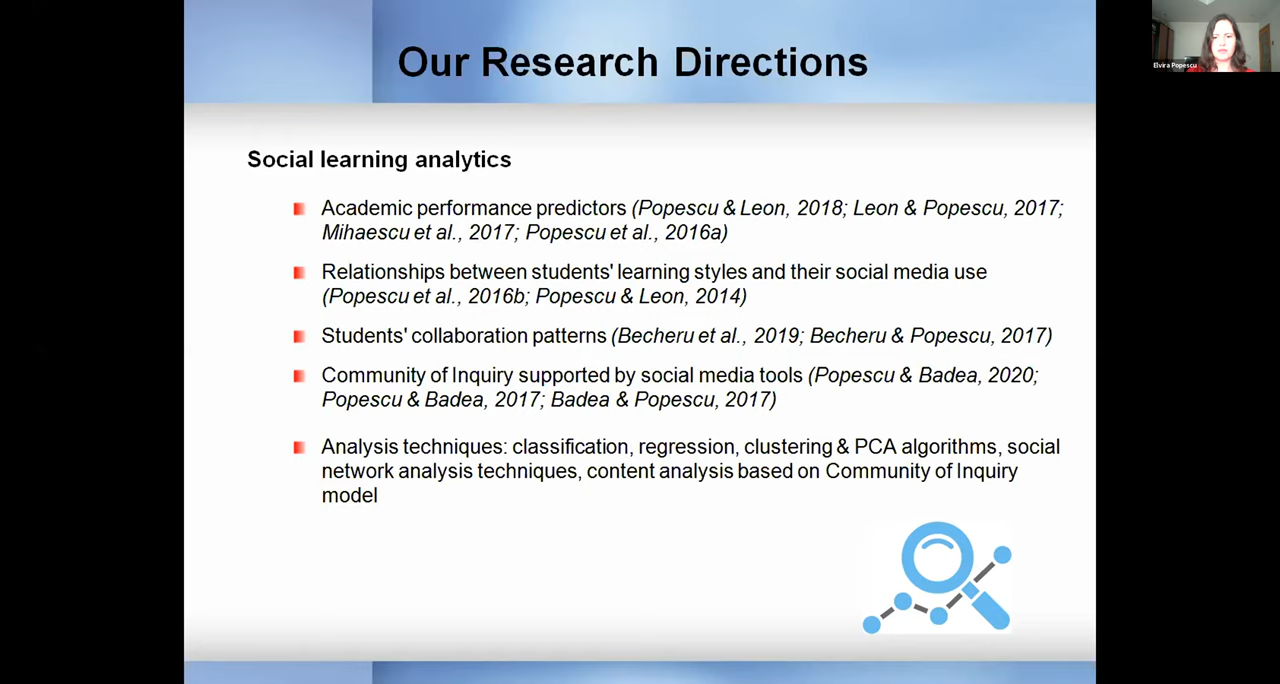 Our Research Directions
Elvira Popescu
Social learning analytics
Academic performance predictors (Popescu & Leon, 2018; Leon & Popescu, 2017;
Mihaescu et al., 2017; Popescu et al., 2016a)
Relationships between students' learning styles and their social media use
(Popescu et al., 2016b; Popescu & Leon, 2014)
Students' collaboration patterns (Becheru et al., 2019; Becheru & Popescu, 2017)
Community of Inquiry supported by social media tools (Popescu & Badea, 2020;
Popescu & Badea, 2017; Badea & Popescu, 2017)
Analysis techniques: classification, regression, clustering & PCA algorithms, social
network analysis techniques, content analysis based on Community of Inquiry
model